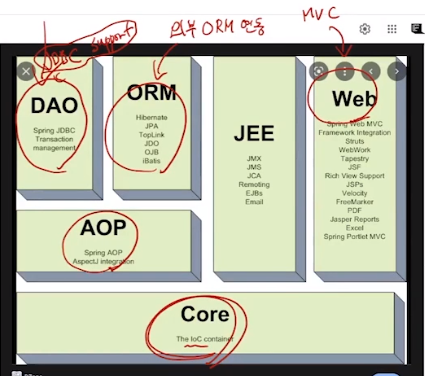 JDBC Support
외부 ORM 연동
MVC
DAO
Spring JDBC
Transaction
management
ORM
Hibernate
JPA
TopLink
JDO
OJB
iBatis
JEE
JMX
JMS
JCA
Remoting
EJBs
Email
Web
Spring Web MVC
Framework Integration
Struts
WebWork
Tapestry
JSF
Rich View Support
JSPs
Velocity
FreeMarker
PDF
Jasper Reports
Excel
Spring Portlet MVC
AOP
Spring AOP
AspectJ integration
Core
The IoC container